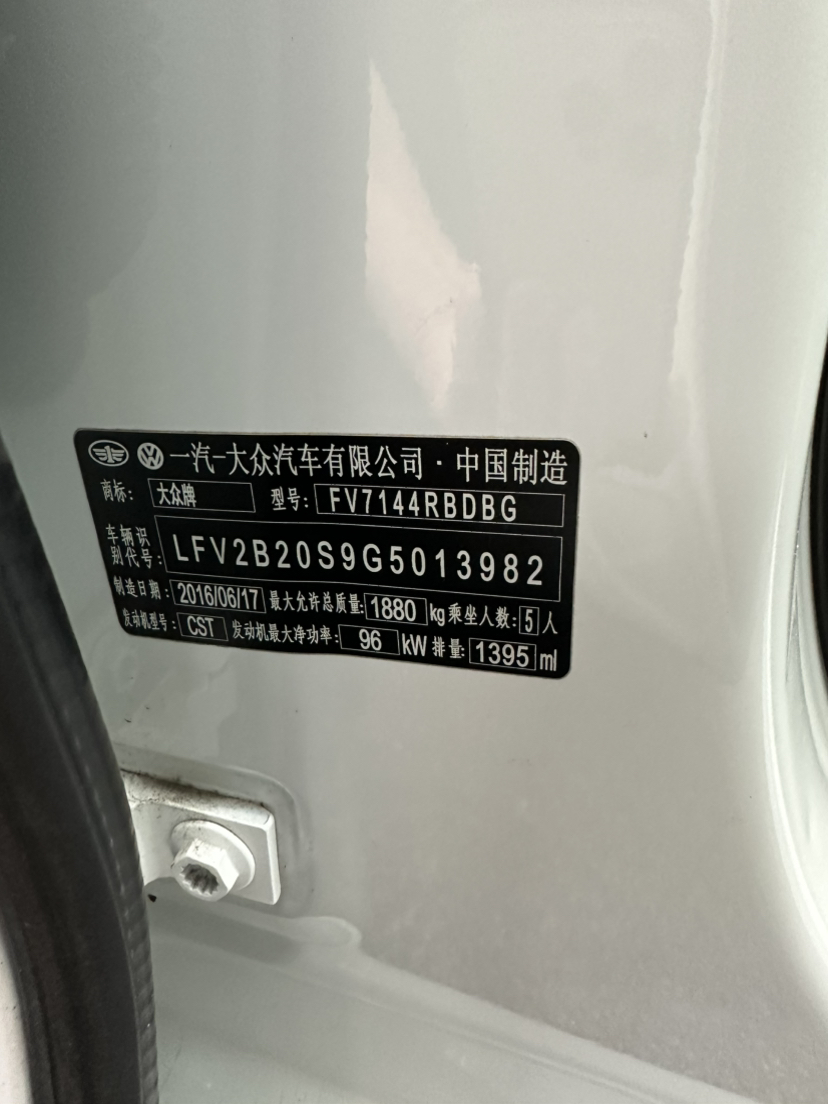 一汽-大众汽车有限公司·中国制造
商标：大众牌 型号：FV7144RBDBG
车辆识别代号：LFV2B20S9G5013982
制造日期：2016/06/17 最大允许总质量：1880 kg 乘坐人数：5 人
发动机型号：CST 发动机最大净功率：96 kW 排量：1395 ml